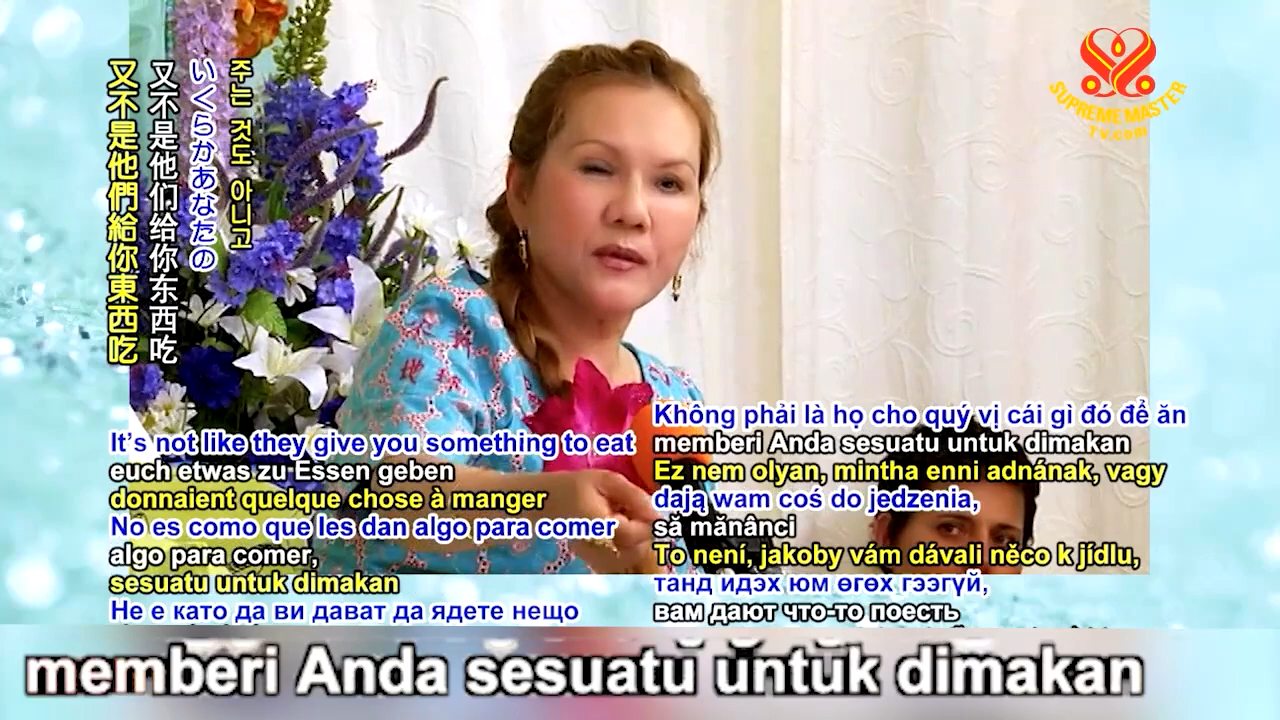 주는 것도 아니고
いくらかあなたの
又不是他们给你东西吃
又不是他們給你東西吃
SUPREME MASTER
TV.com
It's not like they give you something to eat
euch etwas zu Essen geben
donnaient quelque chose à manger
No es como que les dan algo para comer
algo para comer,
sesuatu untuk dimakan
Не е като да ви дават да ядете нещо
Không phải là họ cho quý vị cái gì đó để ăn
memberi Anda sesuatu untuk dimakan
Ez nem olyan, mintha enni adnának, vagy
dają wam coś do jedzenia,
să mănânci
To není, jakoby vám dávali něco k jídlu,
танд идэх юм өгөх гээгүй,
вам дают что-то поесть
memberi Anda sesuatu untuk dimakan